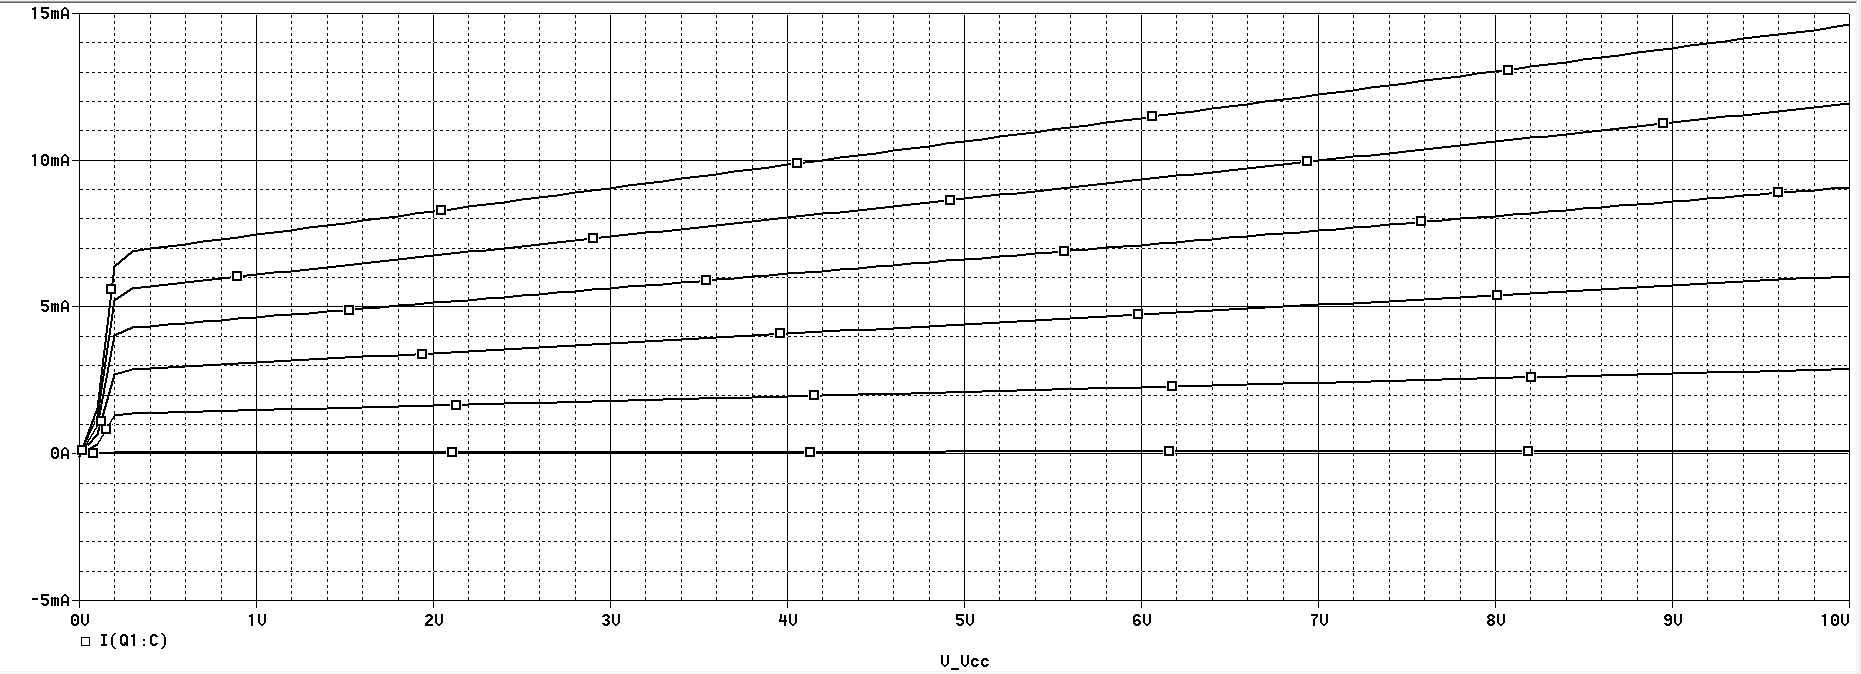 15mA
10mA
5mA
0A
-5mA
0V 1V 2V 3V 4V 5V 6V 7V 8V 9V 10V
I(Q1:C)
V_Vcc